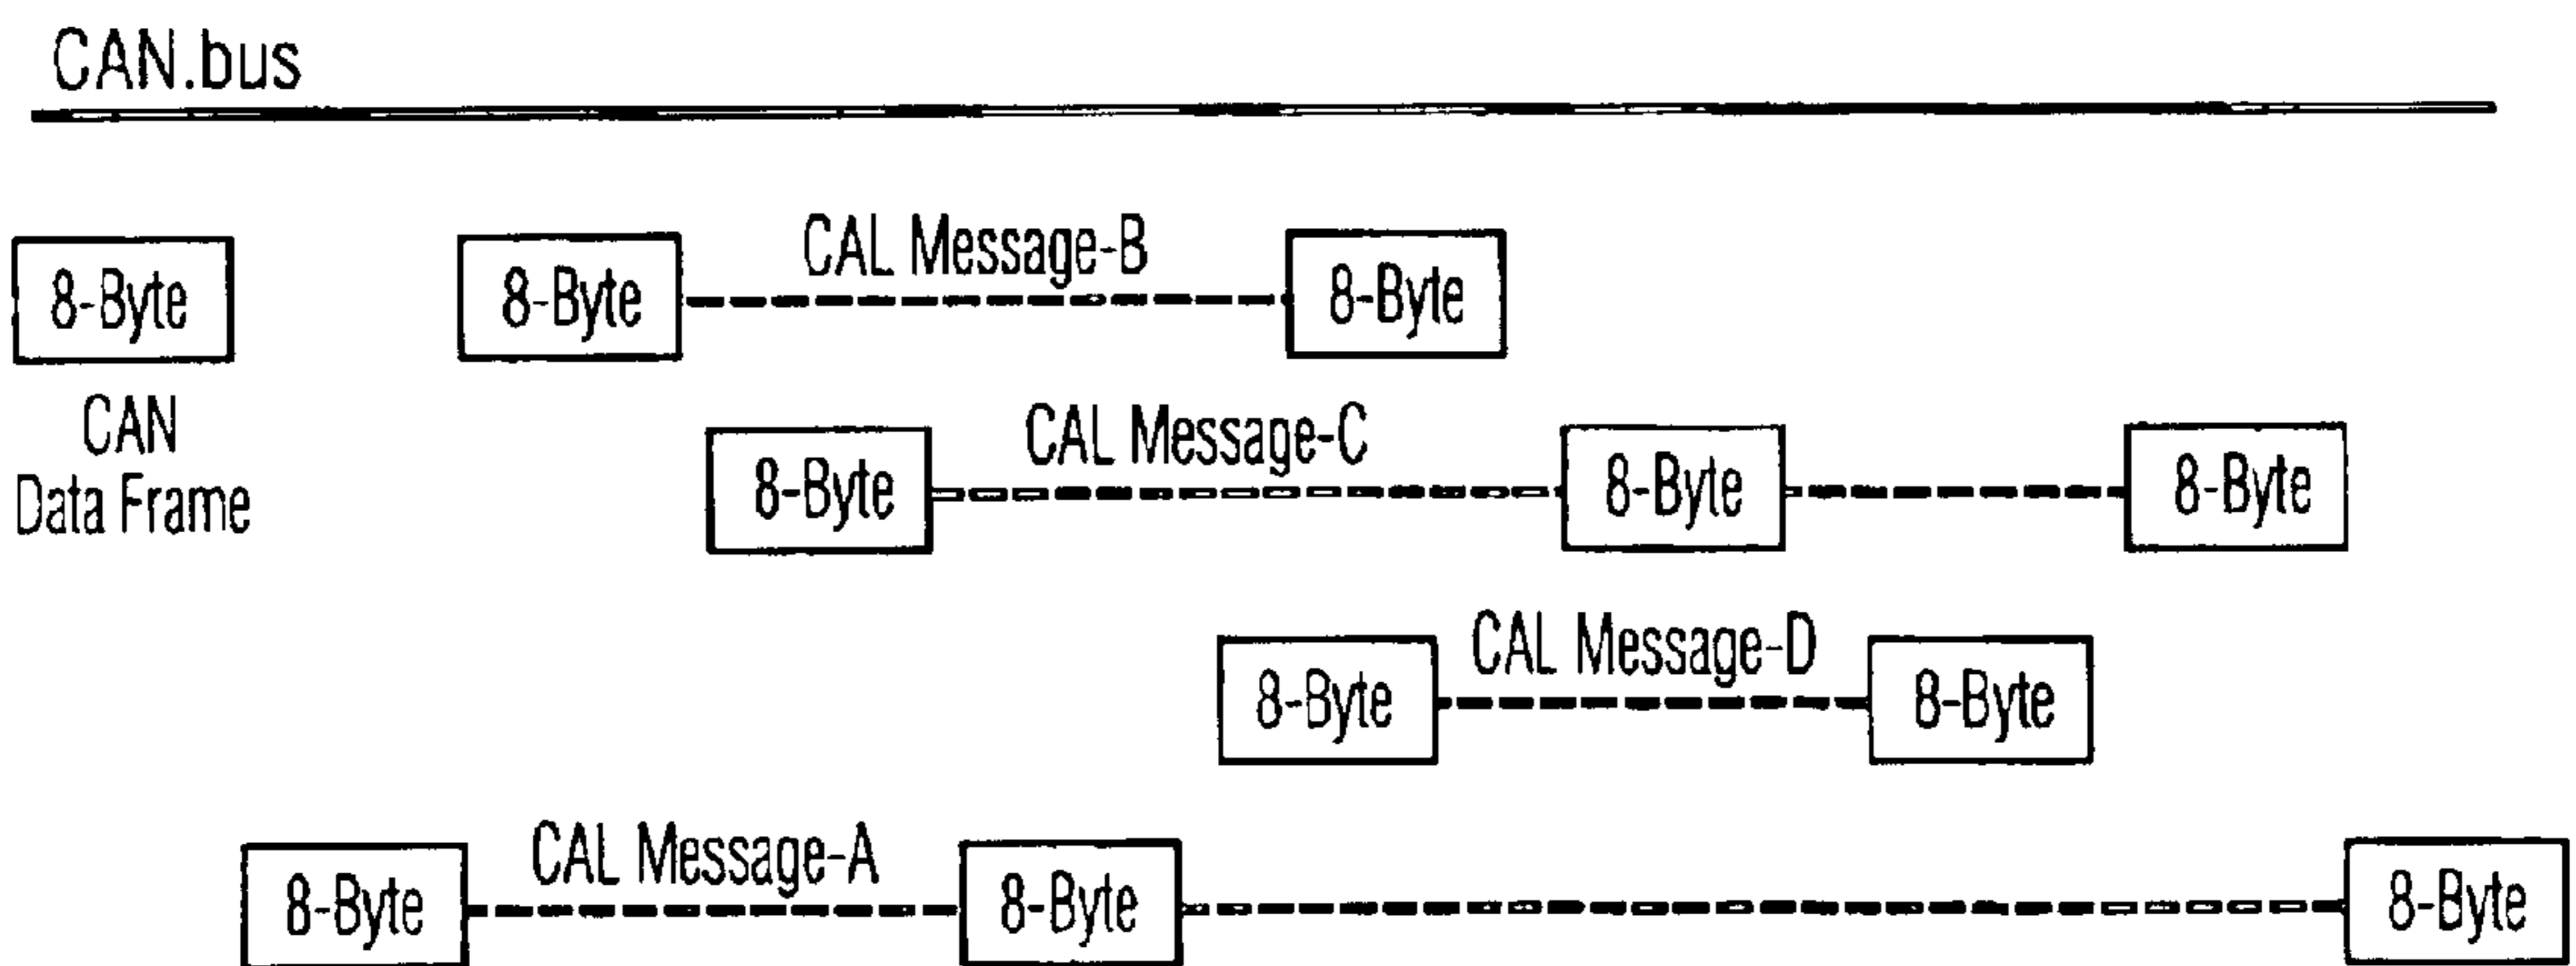 CAN.bus
8-Byte
CAN
Data Frame
8-Byte
CAL Message-B
8-Byte
8-Byte
CAL Message-C
8-Byte
8-Byte
8-Byte
CAL Message-D
8-Byte
8-Byte
CAL Message-A
8-Byte
8-Byte